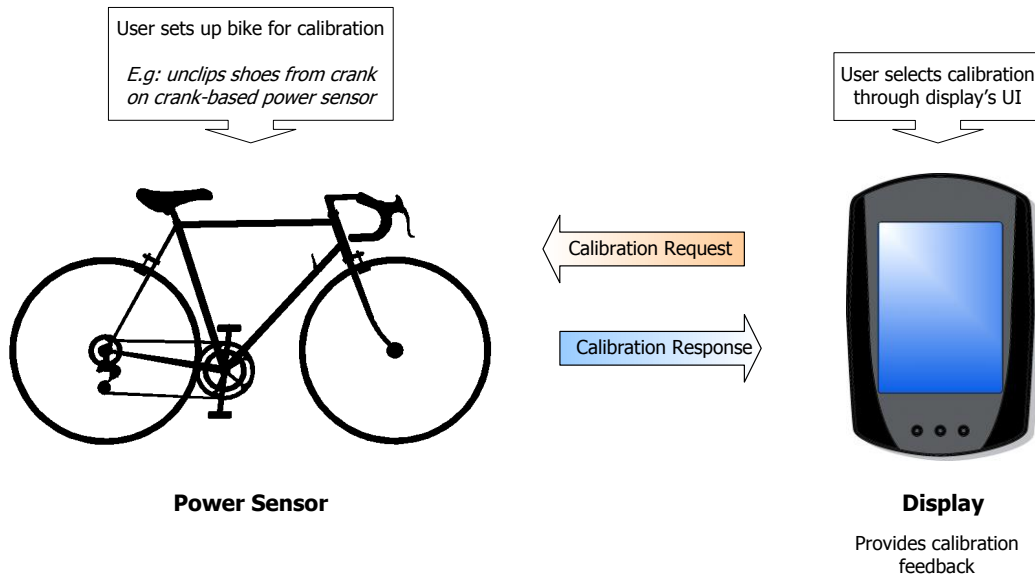 User sets up bike for calibration
E.g: unclips shoes from crank
on crank-based power sensor
User selects calibration
through display's UI
Calibration Request
Calibration Response
Power Sensor
Display
Provides calibration
feedback